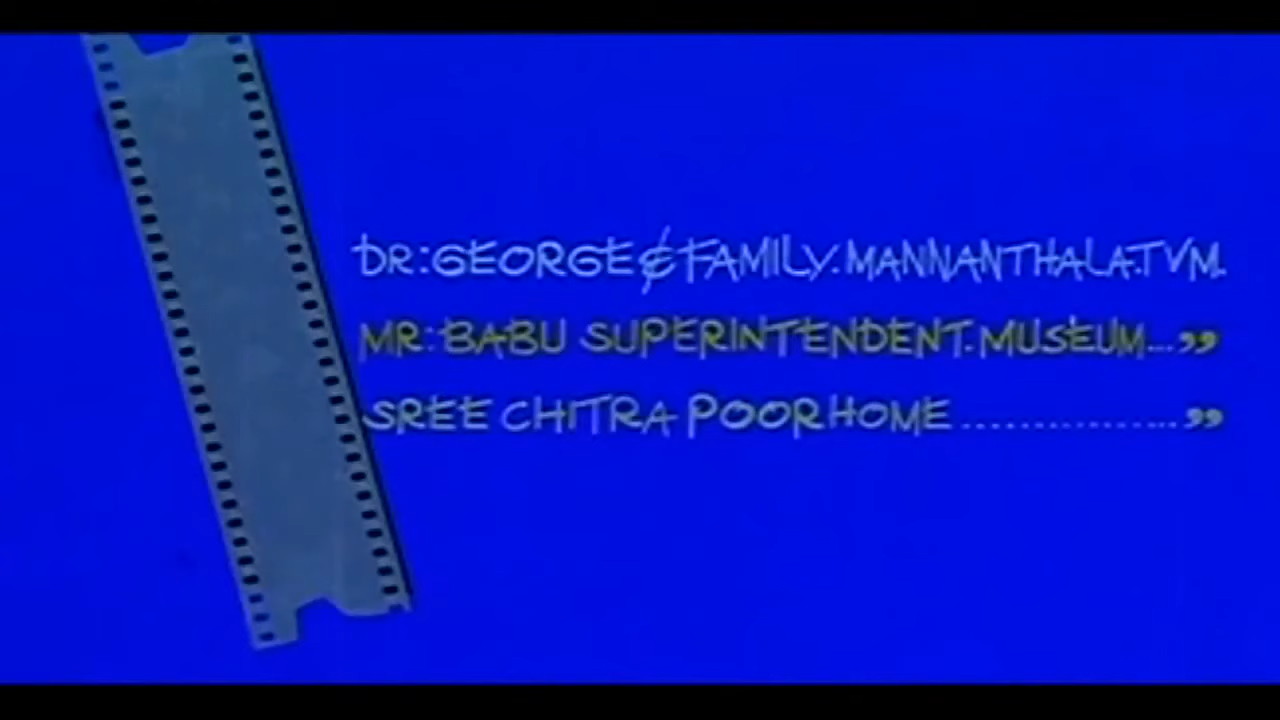 DR:GEORGE & FAMILY.MANNANTHALA.TVM.
MR:BABU SUPERINTENDENT.MUSEUM...,,
SREE CHITRA POORHOME ...............,,